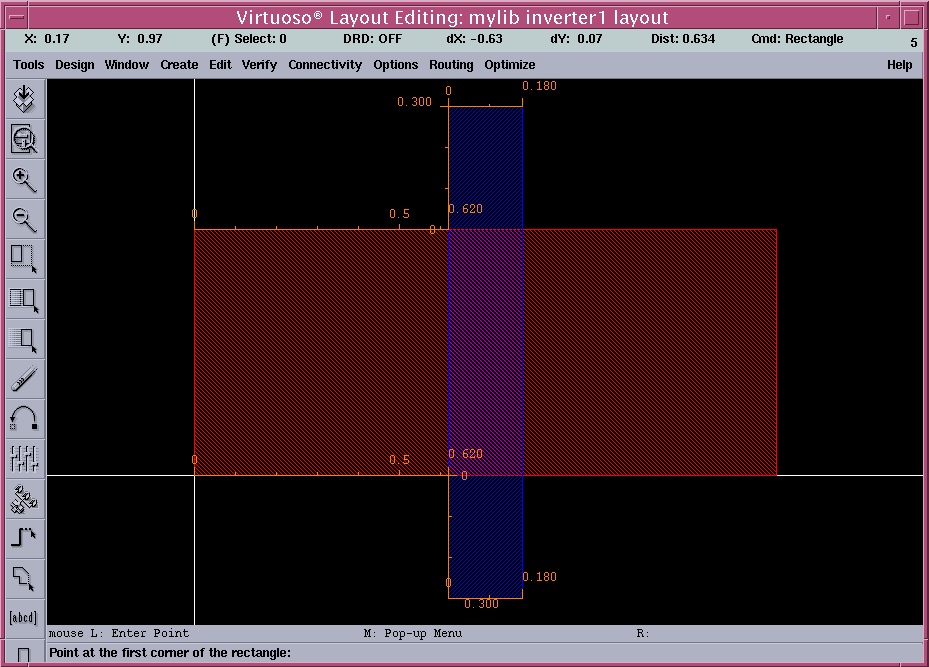 Virtuoso® Layout Editing: mylib inverter1 layout
X: 0.17 Y: 0.97 (F) Select: 0 DRD: OFF dX: -0.63 dY: 0.07 Dist: 0.634 Cmd: Rectangle 5
Tools Design Window Create Edit Verify Connectivity Options Routing Optimize Help
0 0.180
0.300
0.620
0 0.5
0
0.620
0 0.5
0
0.180
0
0.300
[abcd]
mouse L: Enter Point M: Pop-up Menu R:
Point at the first corner of the rectangle: